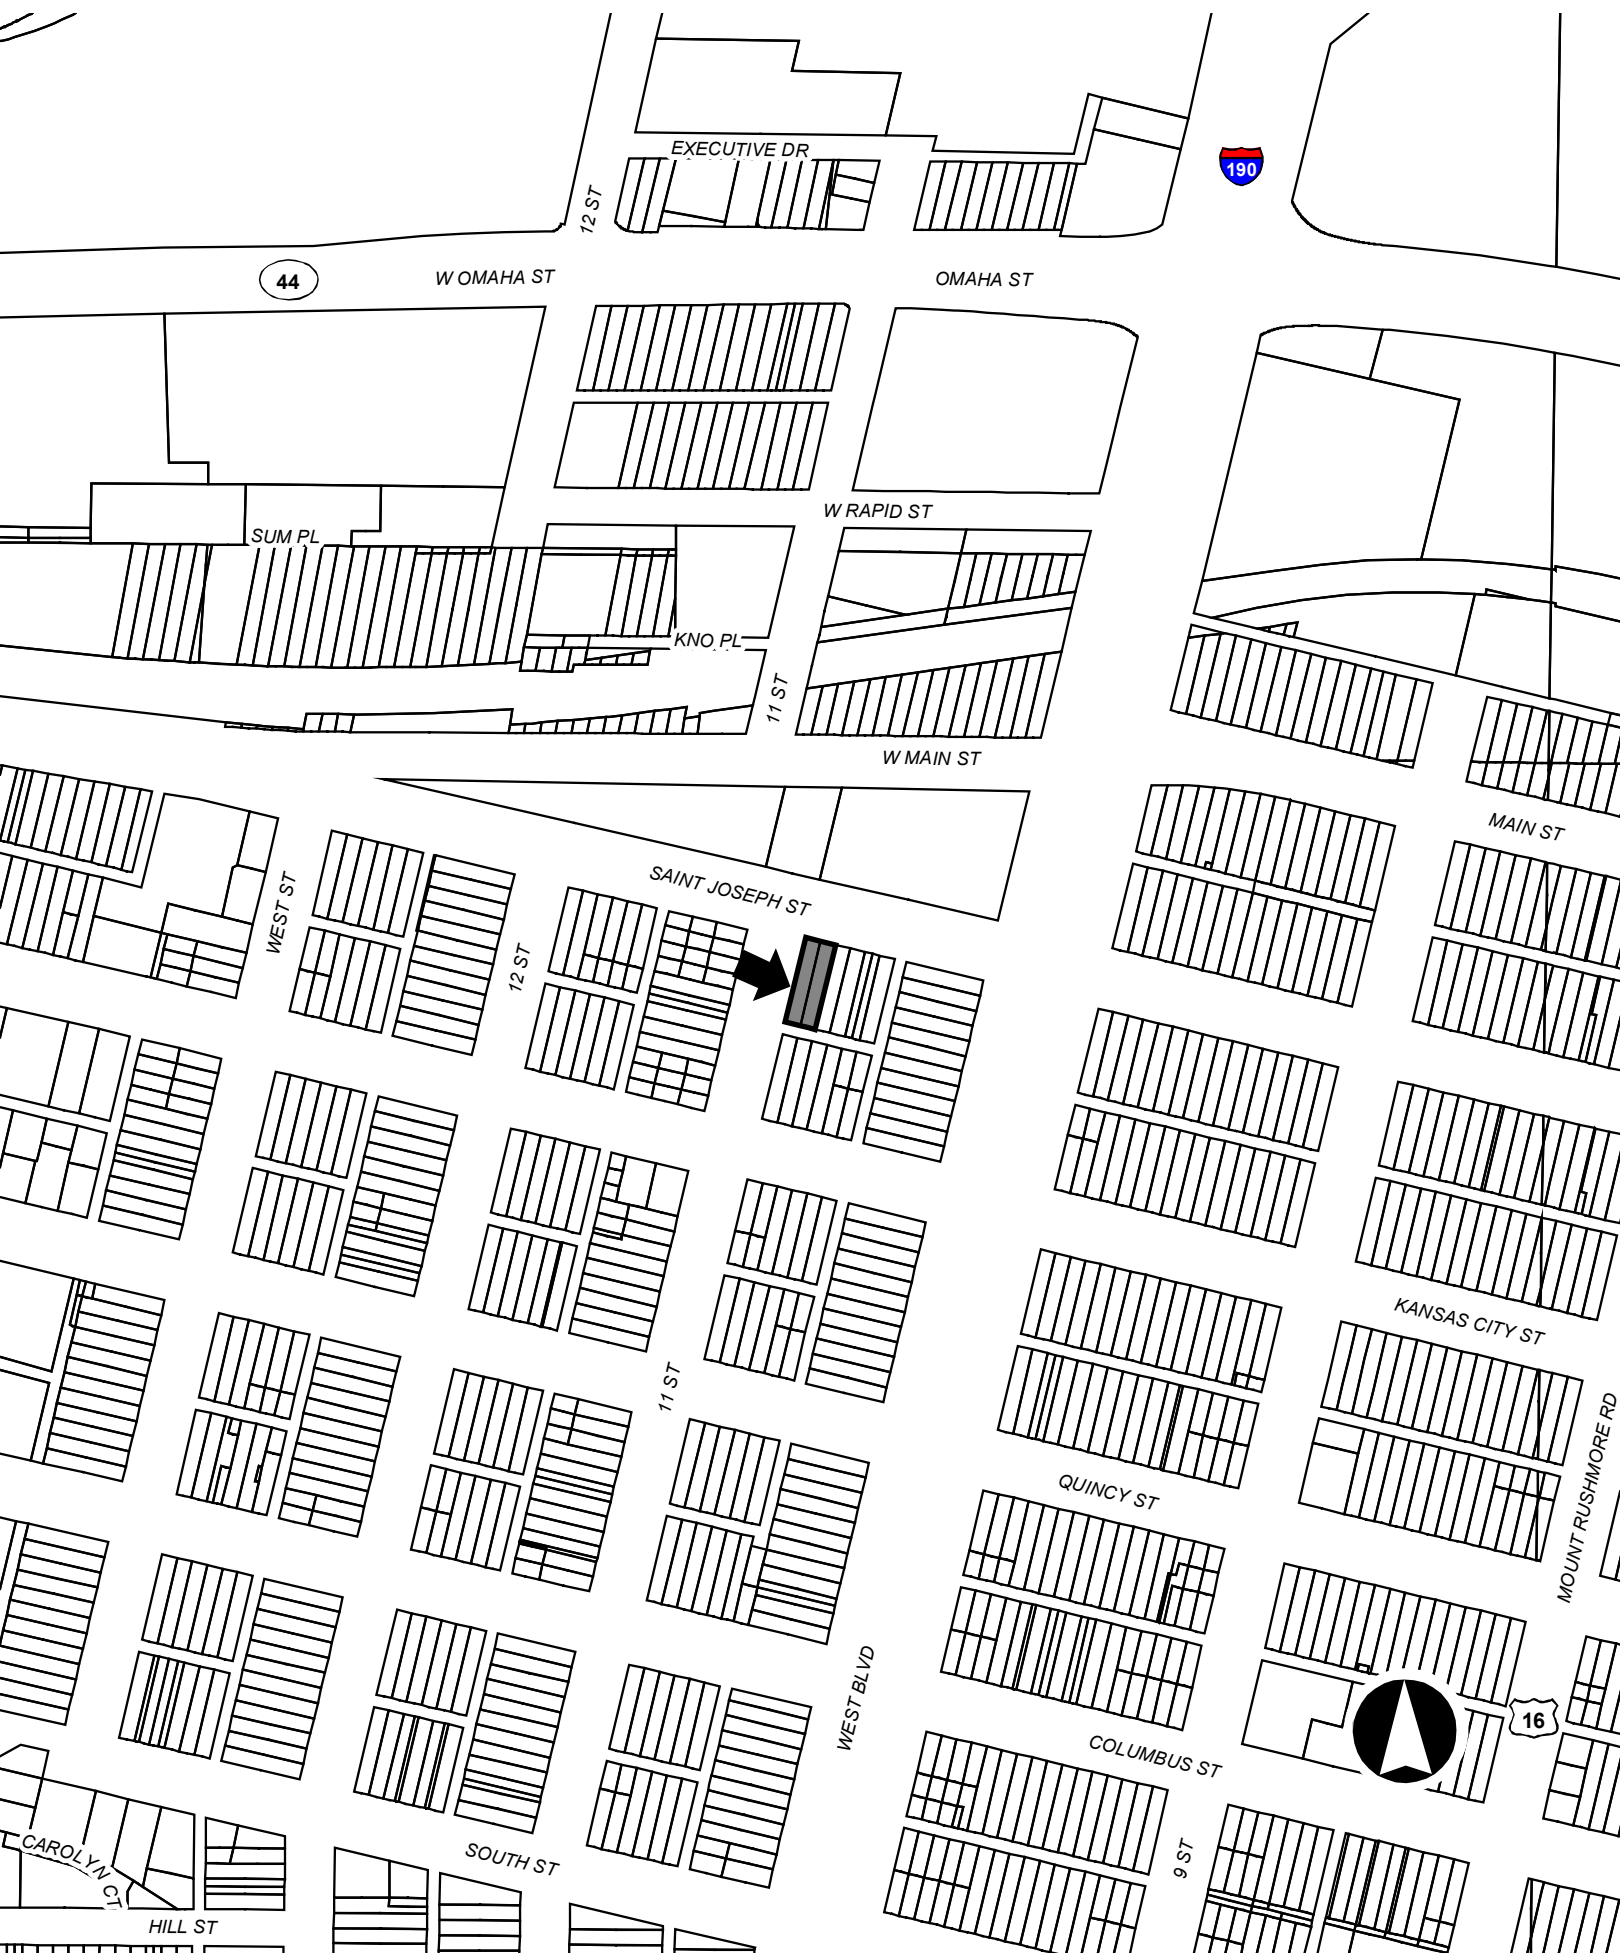 EXECUTIVE DR
190
12 ST
44
W OMAHA ST
OMAHA ST
W RAPID ST
SUM PL
KNO PL
11 ST
W MAIN ST
MAIN ST
SAINT JOSEPH ST
WEST ST
12 ST
KANSAS CITY ST
11 ST
MOUNT RUSHMORE RD
QUINCY ST
WEST BLVD
16
COLUMBUS ST
CAROLYN CT
SOUTH ST
9 ST
HILL ST